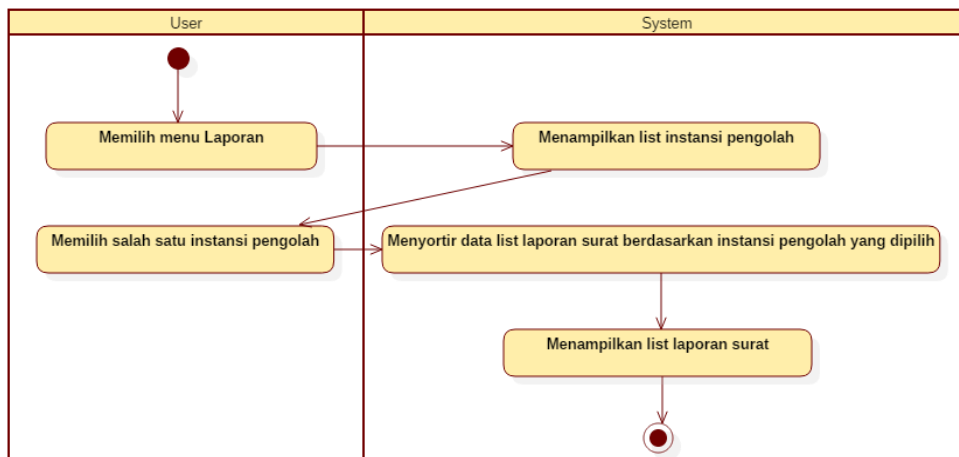 User
System
Memilih menu Laporan
Menampilkan list instansi pengolah
Memilih salah satu instansi pengolah
Menyortir data list laporan surat berdasarkan instansi pengolah yang dipilih
Menampilkan list laporan surat